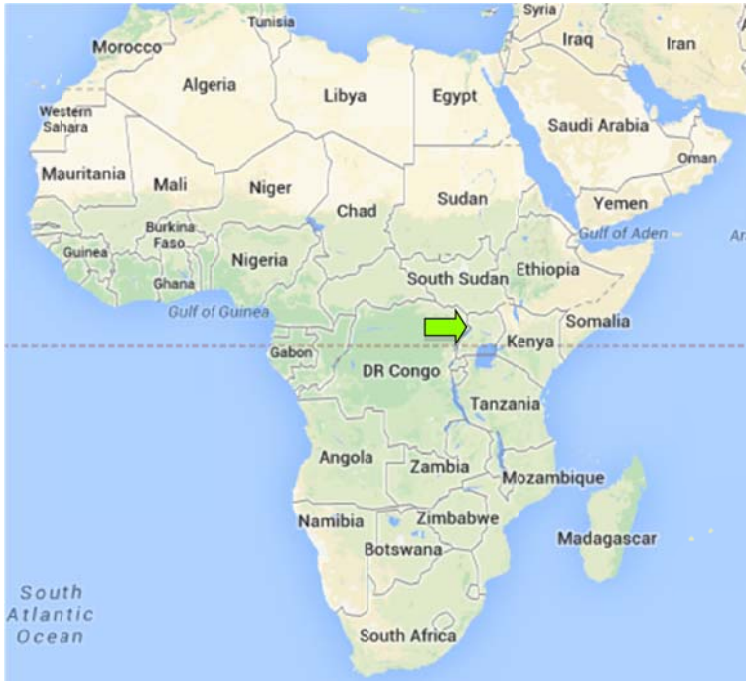 Syria
Tunisia
Iraq
Iran
Morocco
Algeria
Libya
Egypt
Western
Sahara
Saudi Arabia
Oman
Mauritania
Mali
Niger
Sudan
Chad
Yemen
Gulf of Aden
Ar
Burkina
Faso
Guinea
Nigeria
Ghana
South Sudan
Ethiopia
Gulf of Guinea
Somalia
Kenya
Gabon
DR Congo
Tanzania
Angola
Zambia
Mozambique
Namibia
Zimbabwe
Botswana
Madagascar
South
Atlantic
Ocean
South Africa